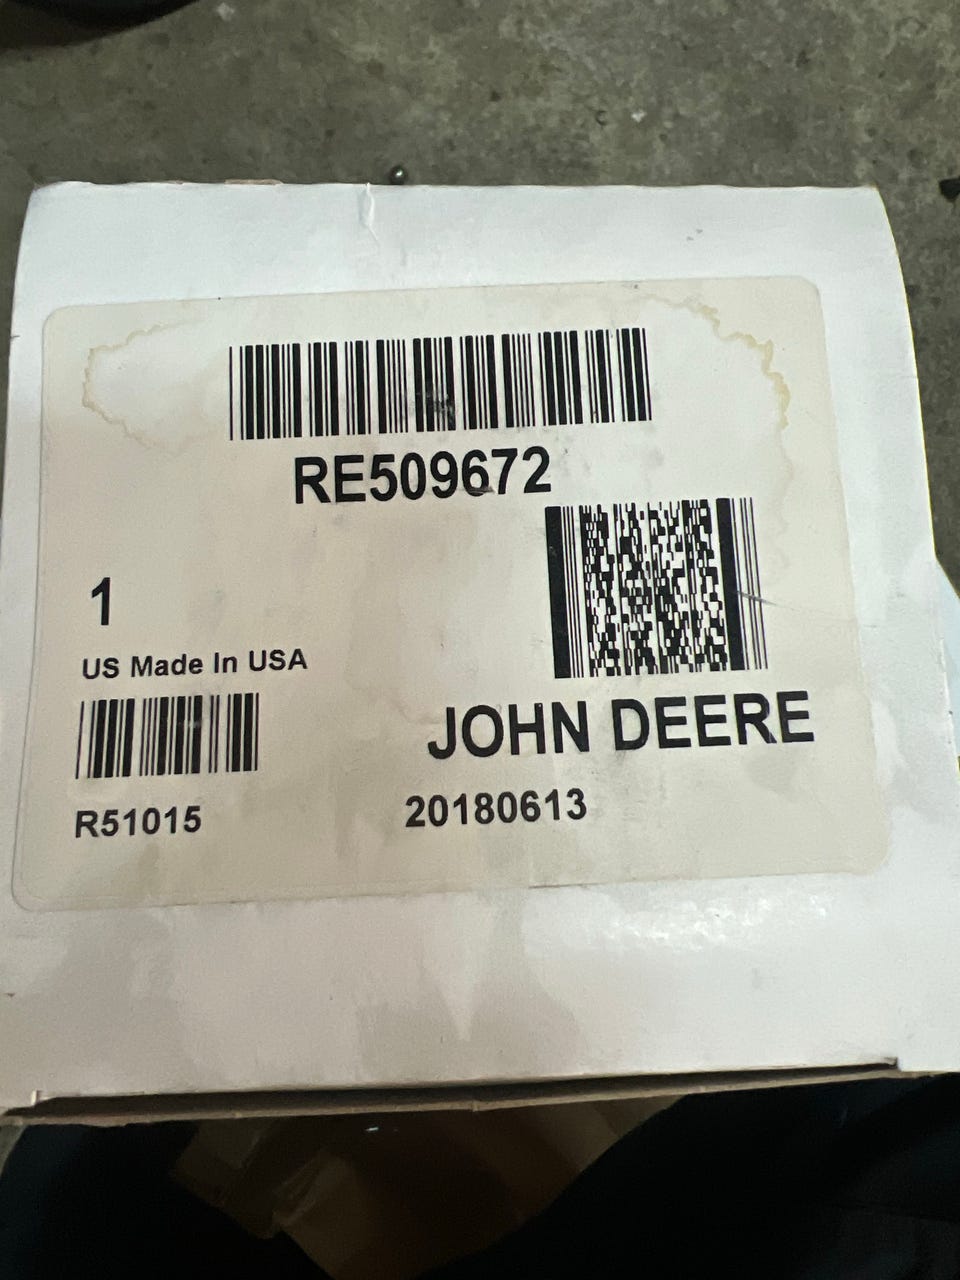 RE509672
1
US Made In USA
JOHN DEERE
R51015
20180613